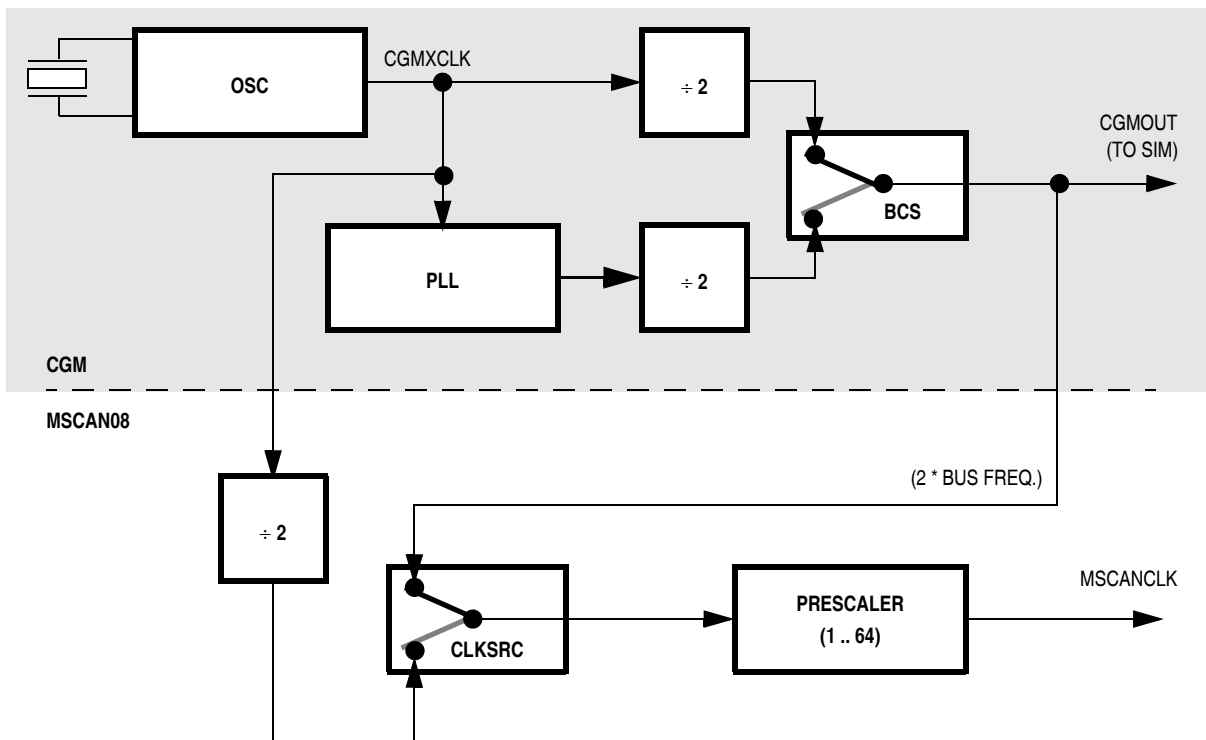 CGMXCLK
OSC
÷ 2
CGMOUT
(TO SIM)
BCS
PLL
÷ 2
CGM
MSCAN08
(2 * BUS FREQ.)
÷ 2
MSCANCLK
PRESCALER
(1 .. 64)
CLKSRC